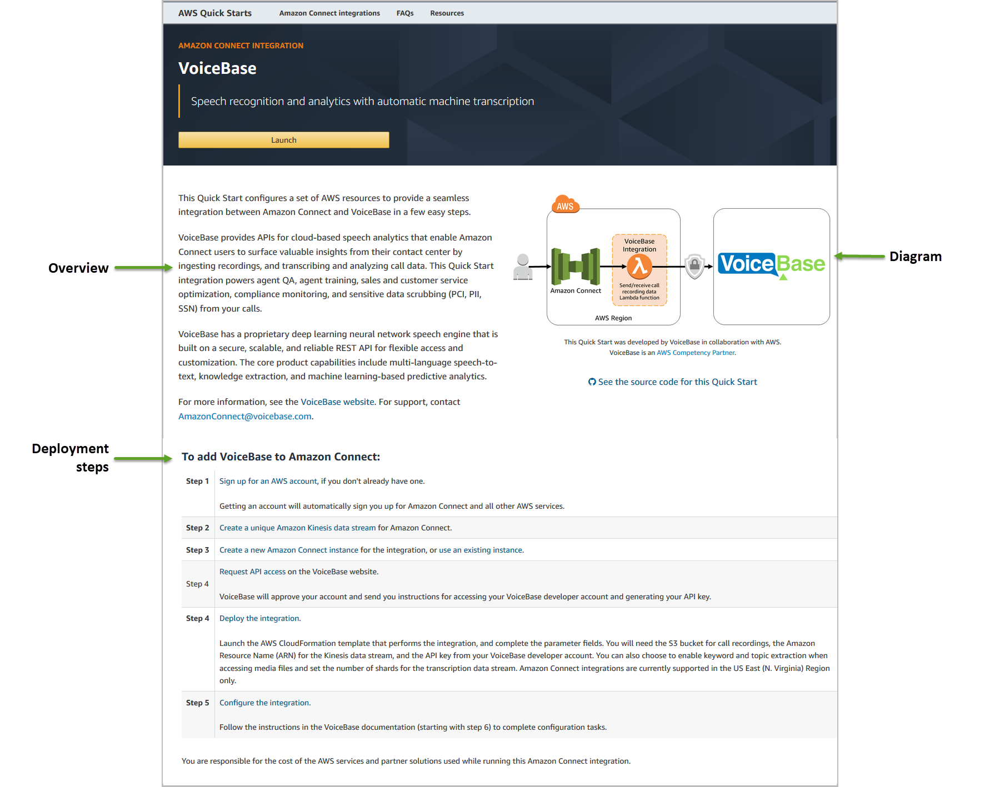 AWS Quick Starts
Amazon Connect integrations
FAQs
Resources
AMAZON CONNECT INTEGRATION
VoiceBase
Speech recognition and analytics with automatic machine transcription
Launch
Overview
This Quick Start configures a set of AWS resources to provide a seamless
integration between Amazon Connect and VoiceBase in a few easy steps.
VoiceBase provides APIs for cloud-based speech analytics that enable Amazon
Connect users to surface valuable insights from their contact center by
ingesting recordings, and transcribing and analyzing call data. This Quick Start
integration powers agent QA, agent training, sales and customer service
optimization, compliance monitoring, and sensitive data scrubbing (PCI, PII,
SSN) from your calls.
VoiceBase has a proprietary deep learning neural network speech engine that is
built on a secure, scalable, and reliable REST API for flexible access and
customization. The core product capabilities include multi-language speech-to-
text, knowledge extraction, and machine learning-based predictive analytics.
For more information, see the VoiceBase website. For support, contact
AmazonConnect@voicebase.com.
Diagram
AWS
VoiceBase
Integration
λ
Amazon Connect
Send/receive call
recording data
Lambda function
AWS Region
VoiceBase
This Quick Start was developed by VoiceBase in collaboration with AWS.
VoiceBase is an AWS Competency Partner.
See the source code for this Quick Start
Deployment
steps
To add VoiceBase to Amazon Connect:
Step 1
Sign up for an AWS account, if you don't already have one.
Getting an account will automatically sign you up for Amazon Connect and all other AWS services.
Step 2
Create a unique Amazon Kinesis data stream for Amazon Connect.
Step 3
Create a new Amazon Connect instance for the integration, or use an existing instance.
Step 4
Request API access on the VoiceBase website.
VoiceBase will approve your account and send you instructions for accessing your VoiceBase developer account and generating your API key.
Step 4
Deploy the integration.
Launch the AWS CloudFormation template that performs the integration, and complete the parameter fields. You will need the S3 bucket for call recordings, the Amazon
Resource Name (ARN) for the Kinesis data stream, and the API key from your VoiceBase developer account. You can also choose to enable keyword and topic extraction when
accessing media files and set the number of shards for the transcription data stream. Amazon Connect integrations are currently supported in the US East (N. Virginia) Region
only.
Step 5
Configure the integration.
Follow the instructions in the VoiceBase documentation (starting with step 6) to complete configuration tasks.
You are responsible for the cost of the AWS services and partner solutions used while running this Amazon Connect integration.